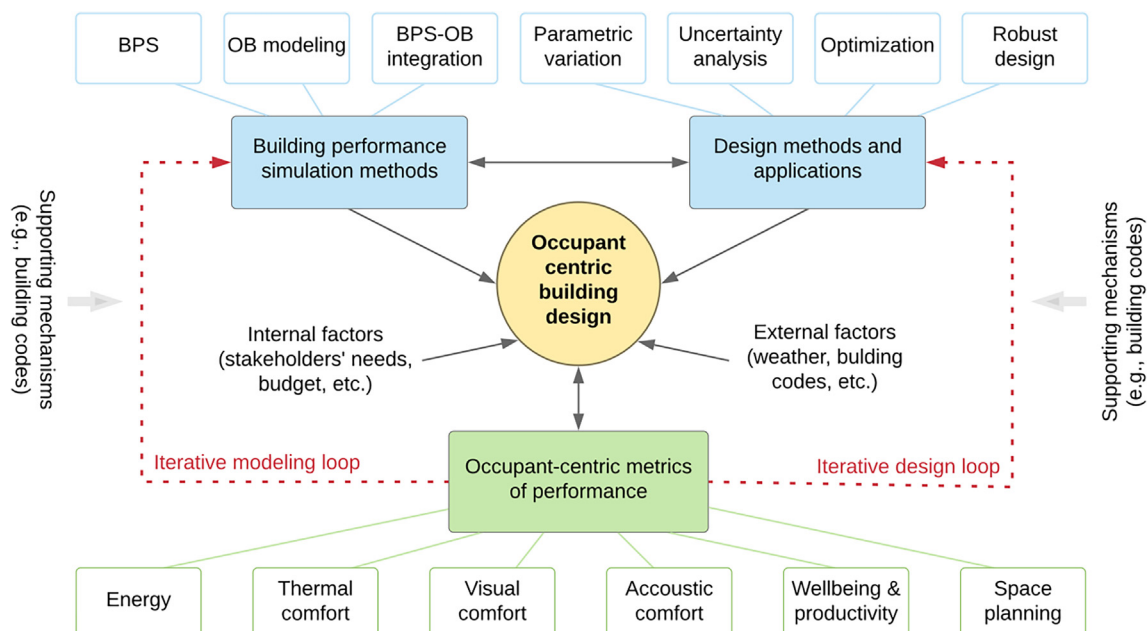 BPS
OB modeling
BPS-OB
integration
Parametric
variation
Uncertainty
analysis
Optimization
Robust
design
Building performance
simulation methods
Design methods and
applications
Supporting mechanisms
(e.g., building codes)
Occupant
centric
building
design
Internal factors
(stakeholders' needs,
budget, etc.)
External factors
(weather, bulding
codes, etc.)
Supporting mechanisms
(e.g., building codes)
Iterative modeling loop
Occupant-centric metrics
of performance
Iterative design loop
Energy
Thermal
comfort
Visual
comfort
Accoustic
comfort
Wellbeing &
productivity
Space
planning